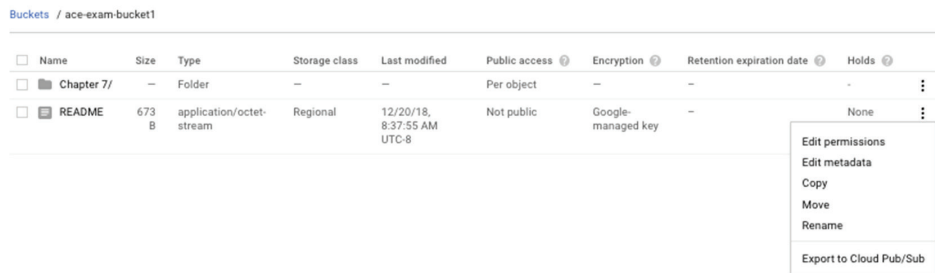 Buckets / ace-exam-bucket1
Name Size Type Storage class Last modified Public access Encryption Retention expiration date Holds
Chapter 7/ — Folder — — Per object — — -
README 673 application/octet- Regional 12/20/18, Not public Google- – None
B stream 8:37:55 AM managed key
UTC-8
Edit permissions
Edit metadata
Copy
Move
Rename
Export to Cloud Pub/Sub